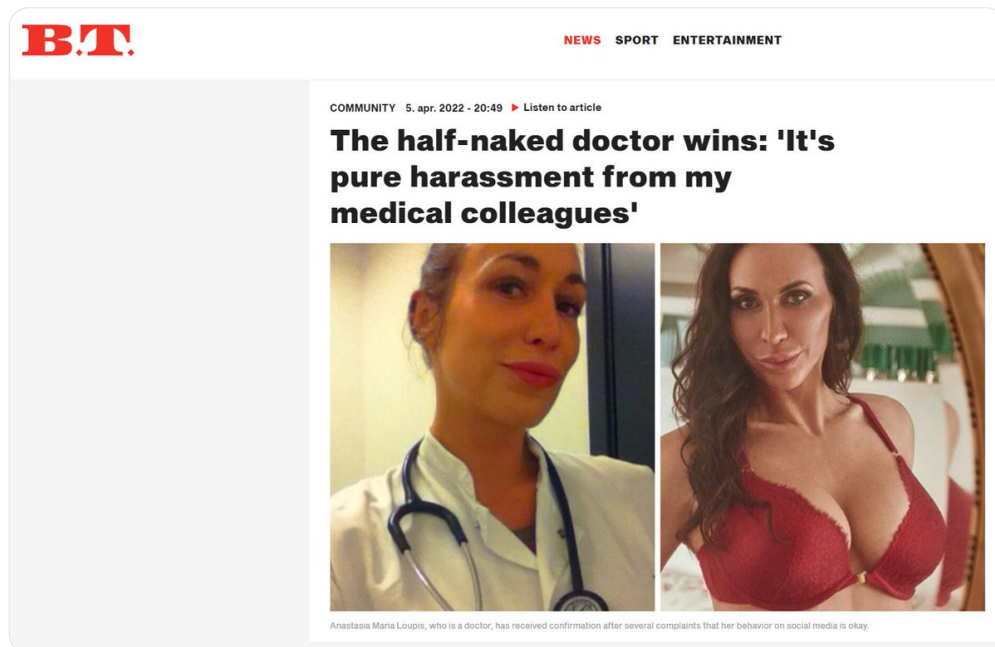 B.T.
NEWS SPORT ENTERTAINMENT
COMMUNITY 5. apr. 2022 - 20:49 Listen to article
The half-naked doctor wins: 'It's
pure harassment from my
medical colleagues'
Anastasia Maria Loupis, who is a doctor, has received confirmation after several complaints that her behavior on social media is okay.